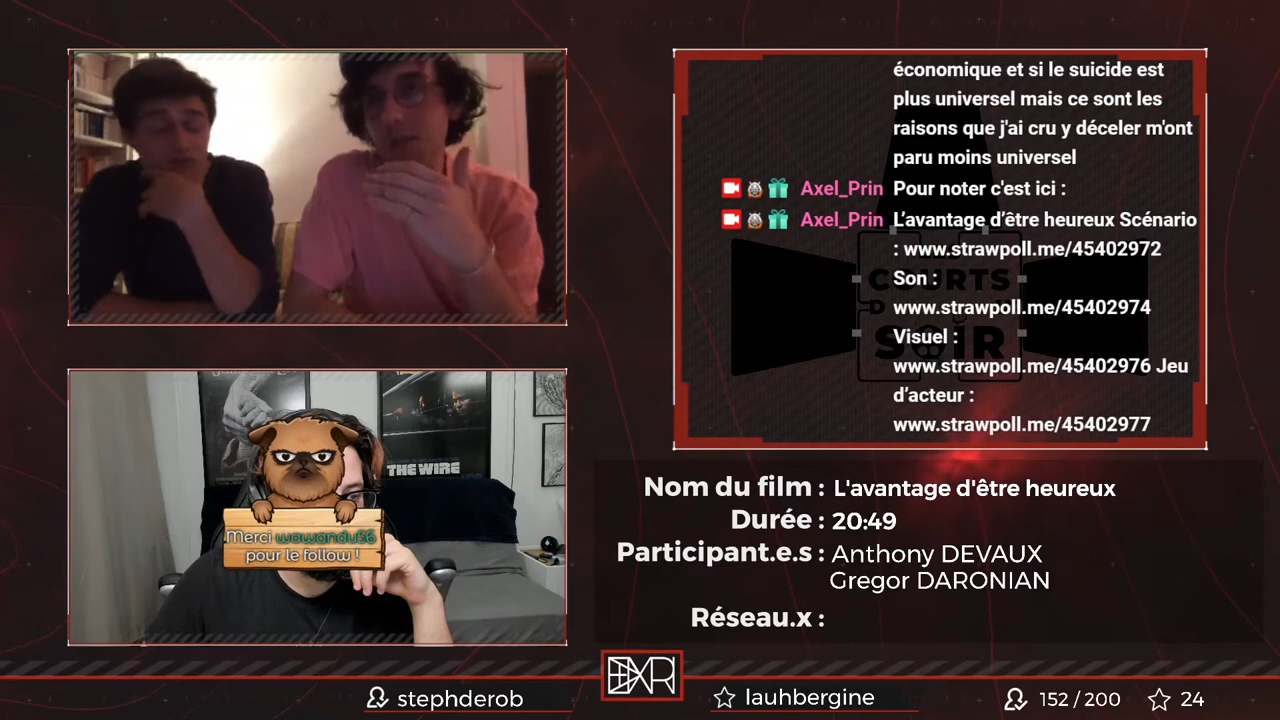 économique et si le suicide est
plus universel mais ce sont les
raisons que j'ai cru y déceler m'ont
paru moins universel
Axel_Prin Pour noter c'est ici :
Axel_Prin L'avantage d'être heureux Scénario
: www.strawpoll.me/45402972
Son :
www.strawpoll.me/45402974
Visuel :
www.strawpoll.me/45402976 Jeu
d'acteur :
www.strawpoll.me/45402977
COURTS
SOIR
THE WIRE
Merci wawandu56
pour le follow !
Nom du film : L'avantage d'être heureux
Durée : 20:49
Participant.e.s : Anthony DEVAUX
Gregor DARONIAN
Réseau.x :
stephderob
lauhbergine
152 / 200
24